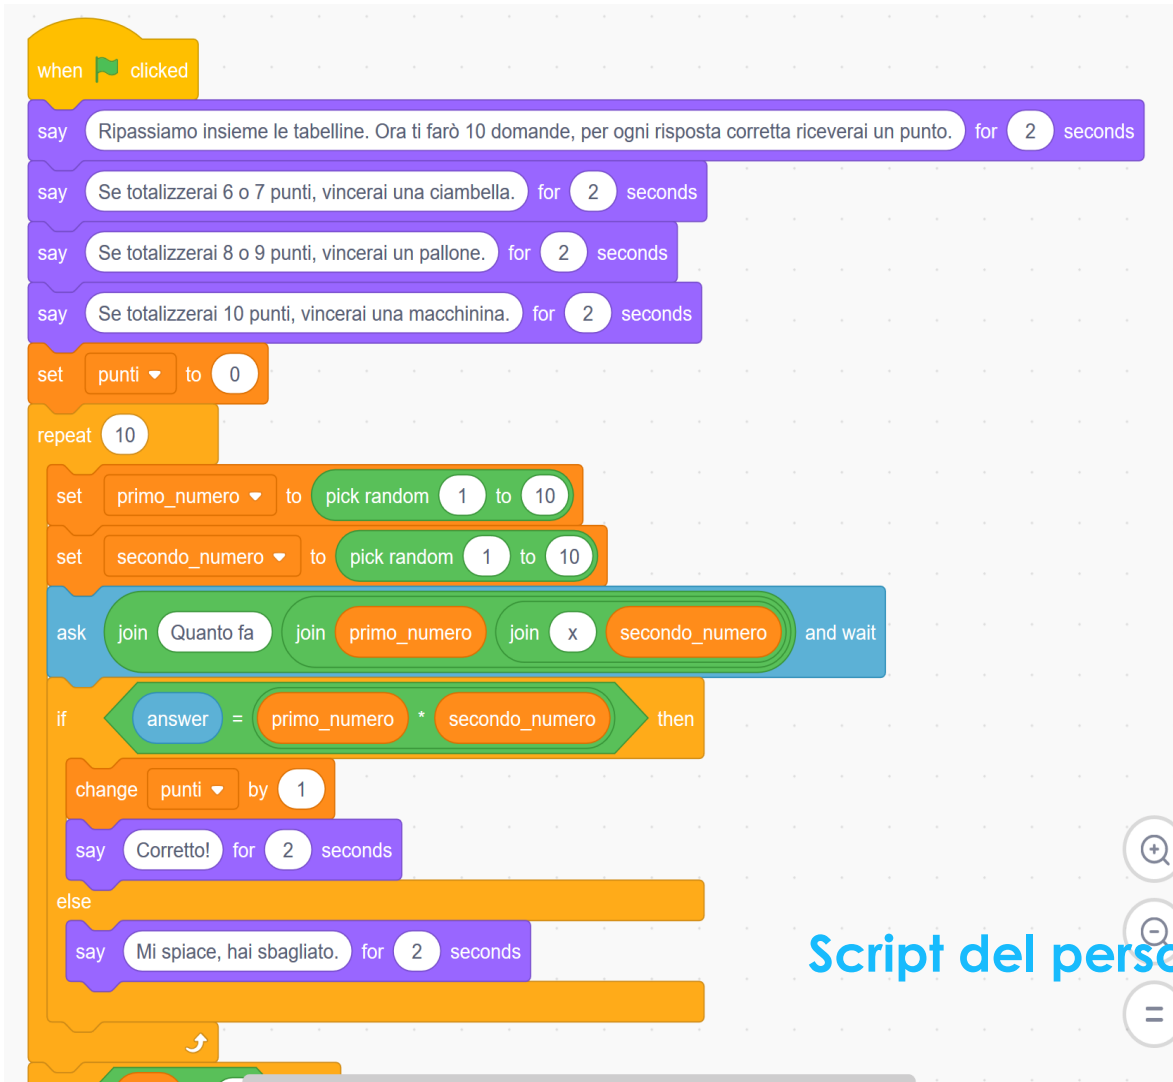 when clicked
say Ripassiamo insieme le tabelline. Ora ti farò 10 domande, per ogni risposta corretta riceverai un punto. for 2 seconds
say Se totalizzerai 6 o 7 punti, vincerai una ciambella. for 2 seconds
say Se totalizzerai 8 o 9 punti, vincerai un pallone. for 2 seconds
say Se totalizzerai 10 punti, vincerai una macchinina. for 2 seconds
set punti to 0
repeat 10
set primo_numero to pick random 1 to 10
set secondo_numero to pick random 1 to 10
ask join Quanto fa join primo_numero join x secondo_numero and wait
if answer = primo_numero * secondo_numero then
change punti by 1
say Corretto! for 2 seconds
else
say Mi spiace, hai sbagliato. for 2 seconds
Script del perso